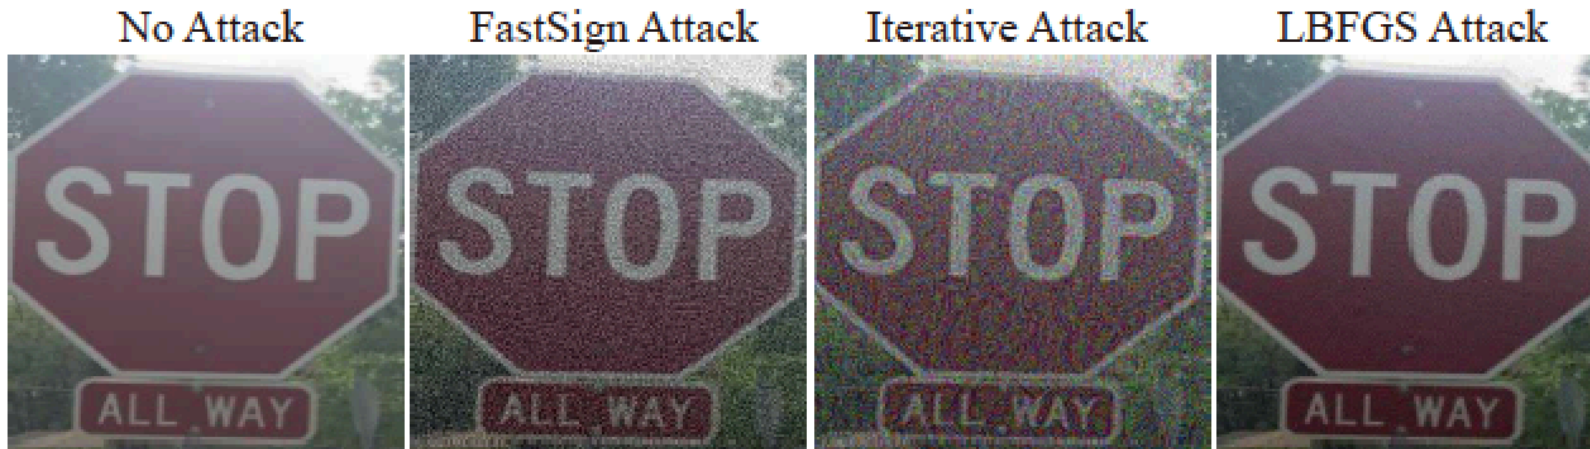 No Attack FastSign Attack Iterative Attack LBFGS Attack
STOP STOP STOP STOP
ALL WAY ALL WAY ALL WAY ALL WAY